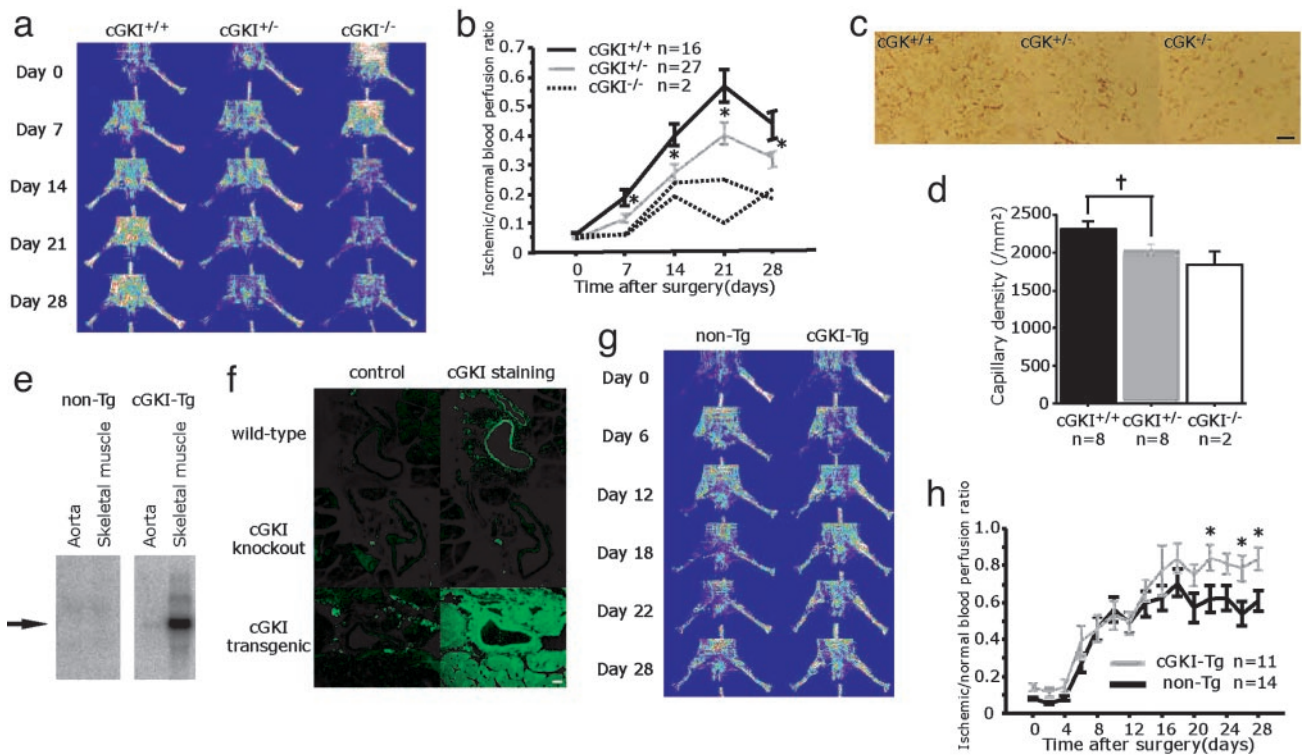 a
cGKI+/+ cGKI+/- cGKI-/-
Day 0
Day 7
Day 14
Day 21
Day 28
b
Ischemic/normal blood perfusion ratio
0.7
0.6
0.5
0.4
0.3
0.2
0.1
0
cGKI+/+ n=16
cGKI+/- n=27
cGKI-/- n=2
*
*
*
*
0 7 14 21 28
Time after surgery(days)
c
cGK+/+ cGK+/- cGK-/-
d
Capillary density (/mm²)
2500
2000
1500
1000
500
0
†
cGKI+/+ cGKI+/- cGKI-/-
n=8 n=8 n=2
e
non-Tg cGKI-Tg
Aorta
Skeletal muscle
Aorta
Skeletal muscle
f
control cGKI staining
wild-type
cGKI
knockout
cGKI
transgenic
g
non-Tg cGKI-Tg
Day 0
Day 6
Day 12
Day 18
Day 22
Day 28
h
Ischemic/normal blood perfusion ratio
1.0
0.8
0.6
0.4
0.2
0
* * *
cGKI-Tg n=11
non-Tg n=14
0 4 8 12 16 20 24 28
Time after surgery(days)